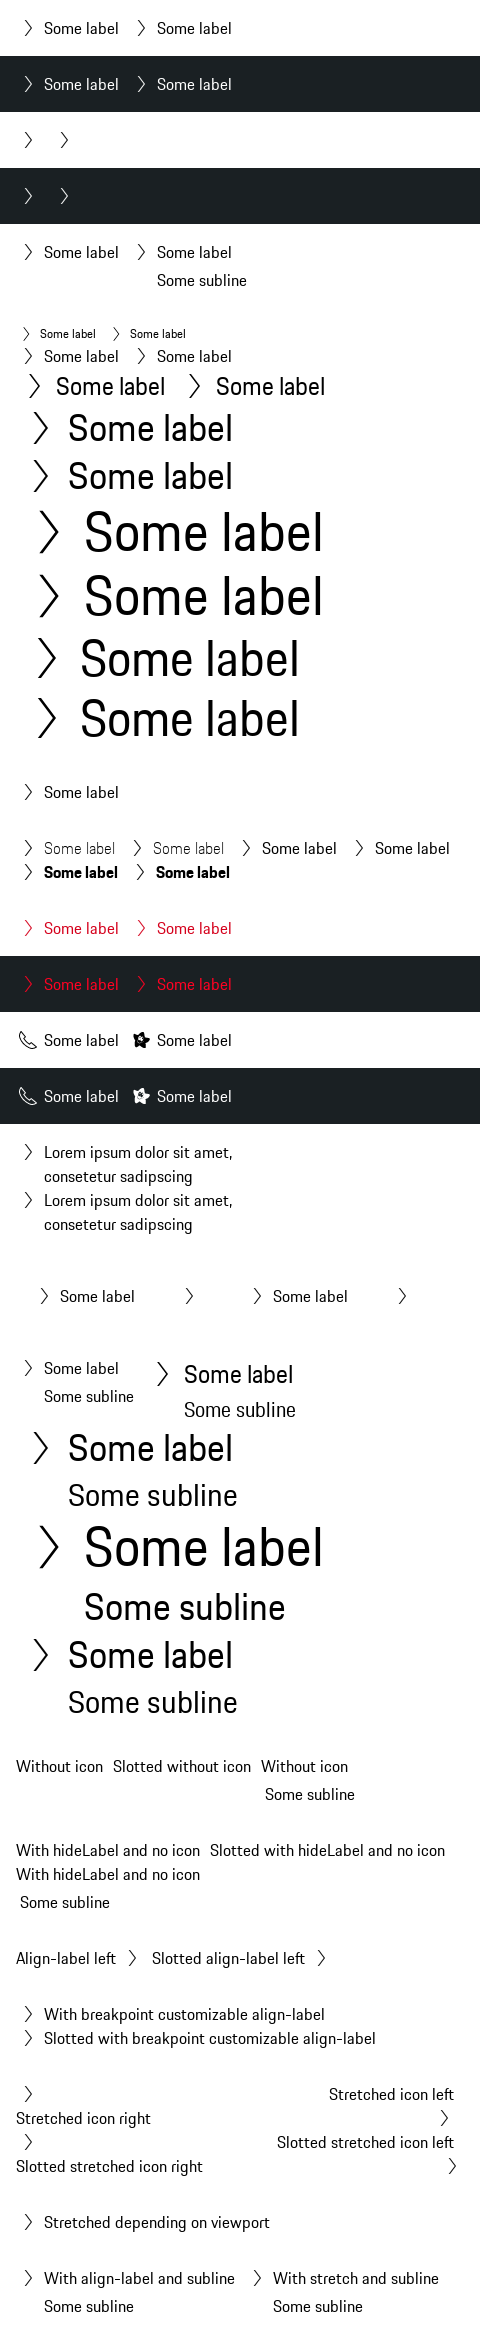 Some label Some label
Some label Some label
Some label Some label
Some subline
Some label Some label
Some label Some label
Some label Some label
Some label
Some label
Some label
Some label
Some label
Some label
Some label
Some label Some label Some label Some label
Some label Some label
Some label Some label
Some label Some label
Some label Some label
Some label Some label
Lorem ipsum dolor sit amet,
consetetur sadipscing
Lorem ipsum dolor sit amet,
consetetur sadipscing
Some label Some label
Some label Some label
Some subline Some subline
Some label
Some subline
Some label
Some subline
Some label
Some subline
Without icon Slotted without icon Without icon
Some subline
With hideLabel and no icon Slotted with hideLabel and no icon
With hideLabel and no icon
Some subline
Align-label left Slotted align-label left
With breakpoint customizable align-label
Slotted with breakpoint customizable align-label
Stretched icon left
Stretched icon right
Slotted stretched icon left
Slotted stretched icon right
Stretched depending on viewport
With align-label and subline With stretch and subline
Some subline Some subline